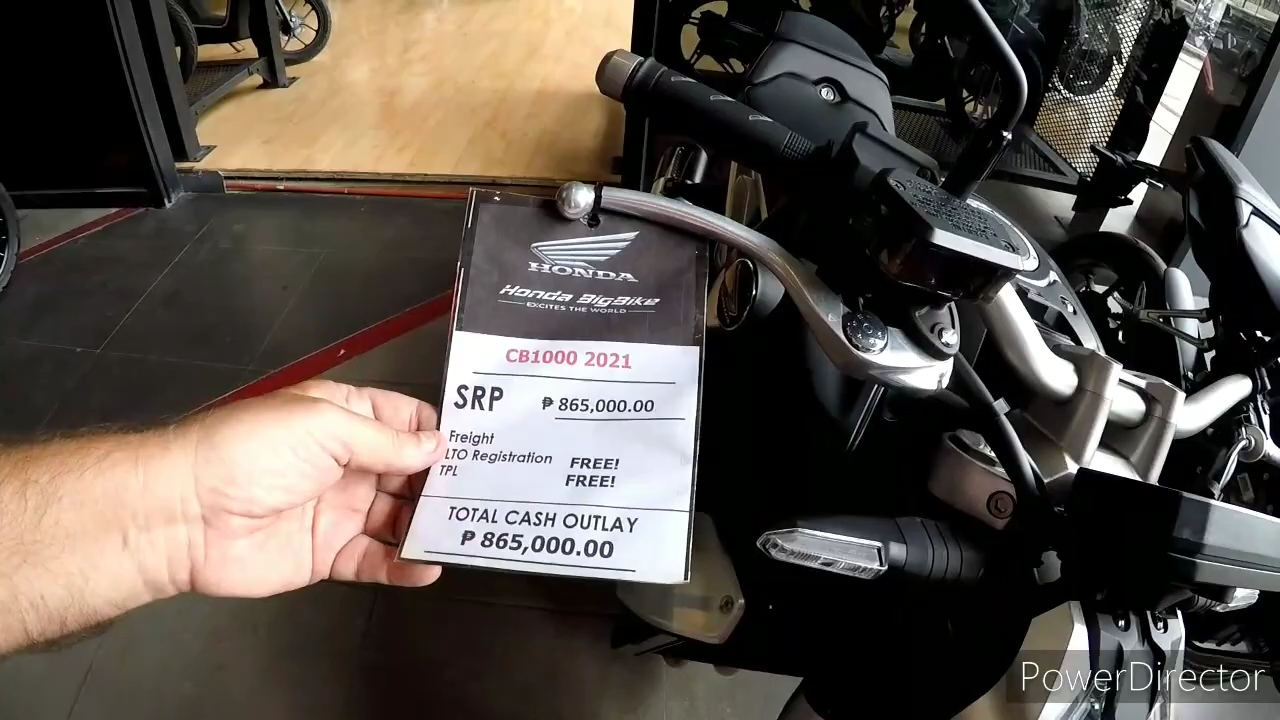 HONDA
Honda BigBike
EXCITES THE WORLD
CB1000 2021
SRP ₱ 865,000.00
Freight
LTO Registration FREE!
TPL FREE!
TOTAL CASH OUTLAY
₱ 865,000.00
PowerDirector